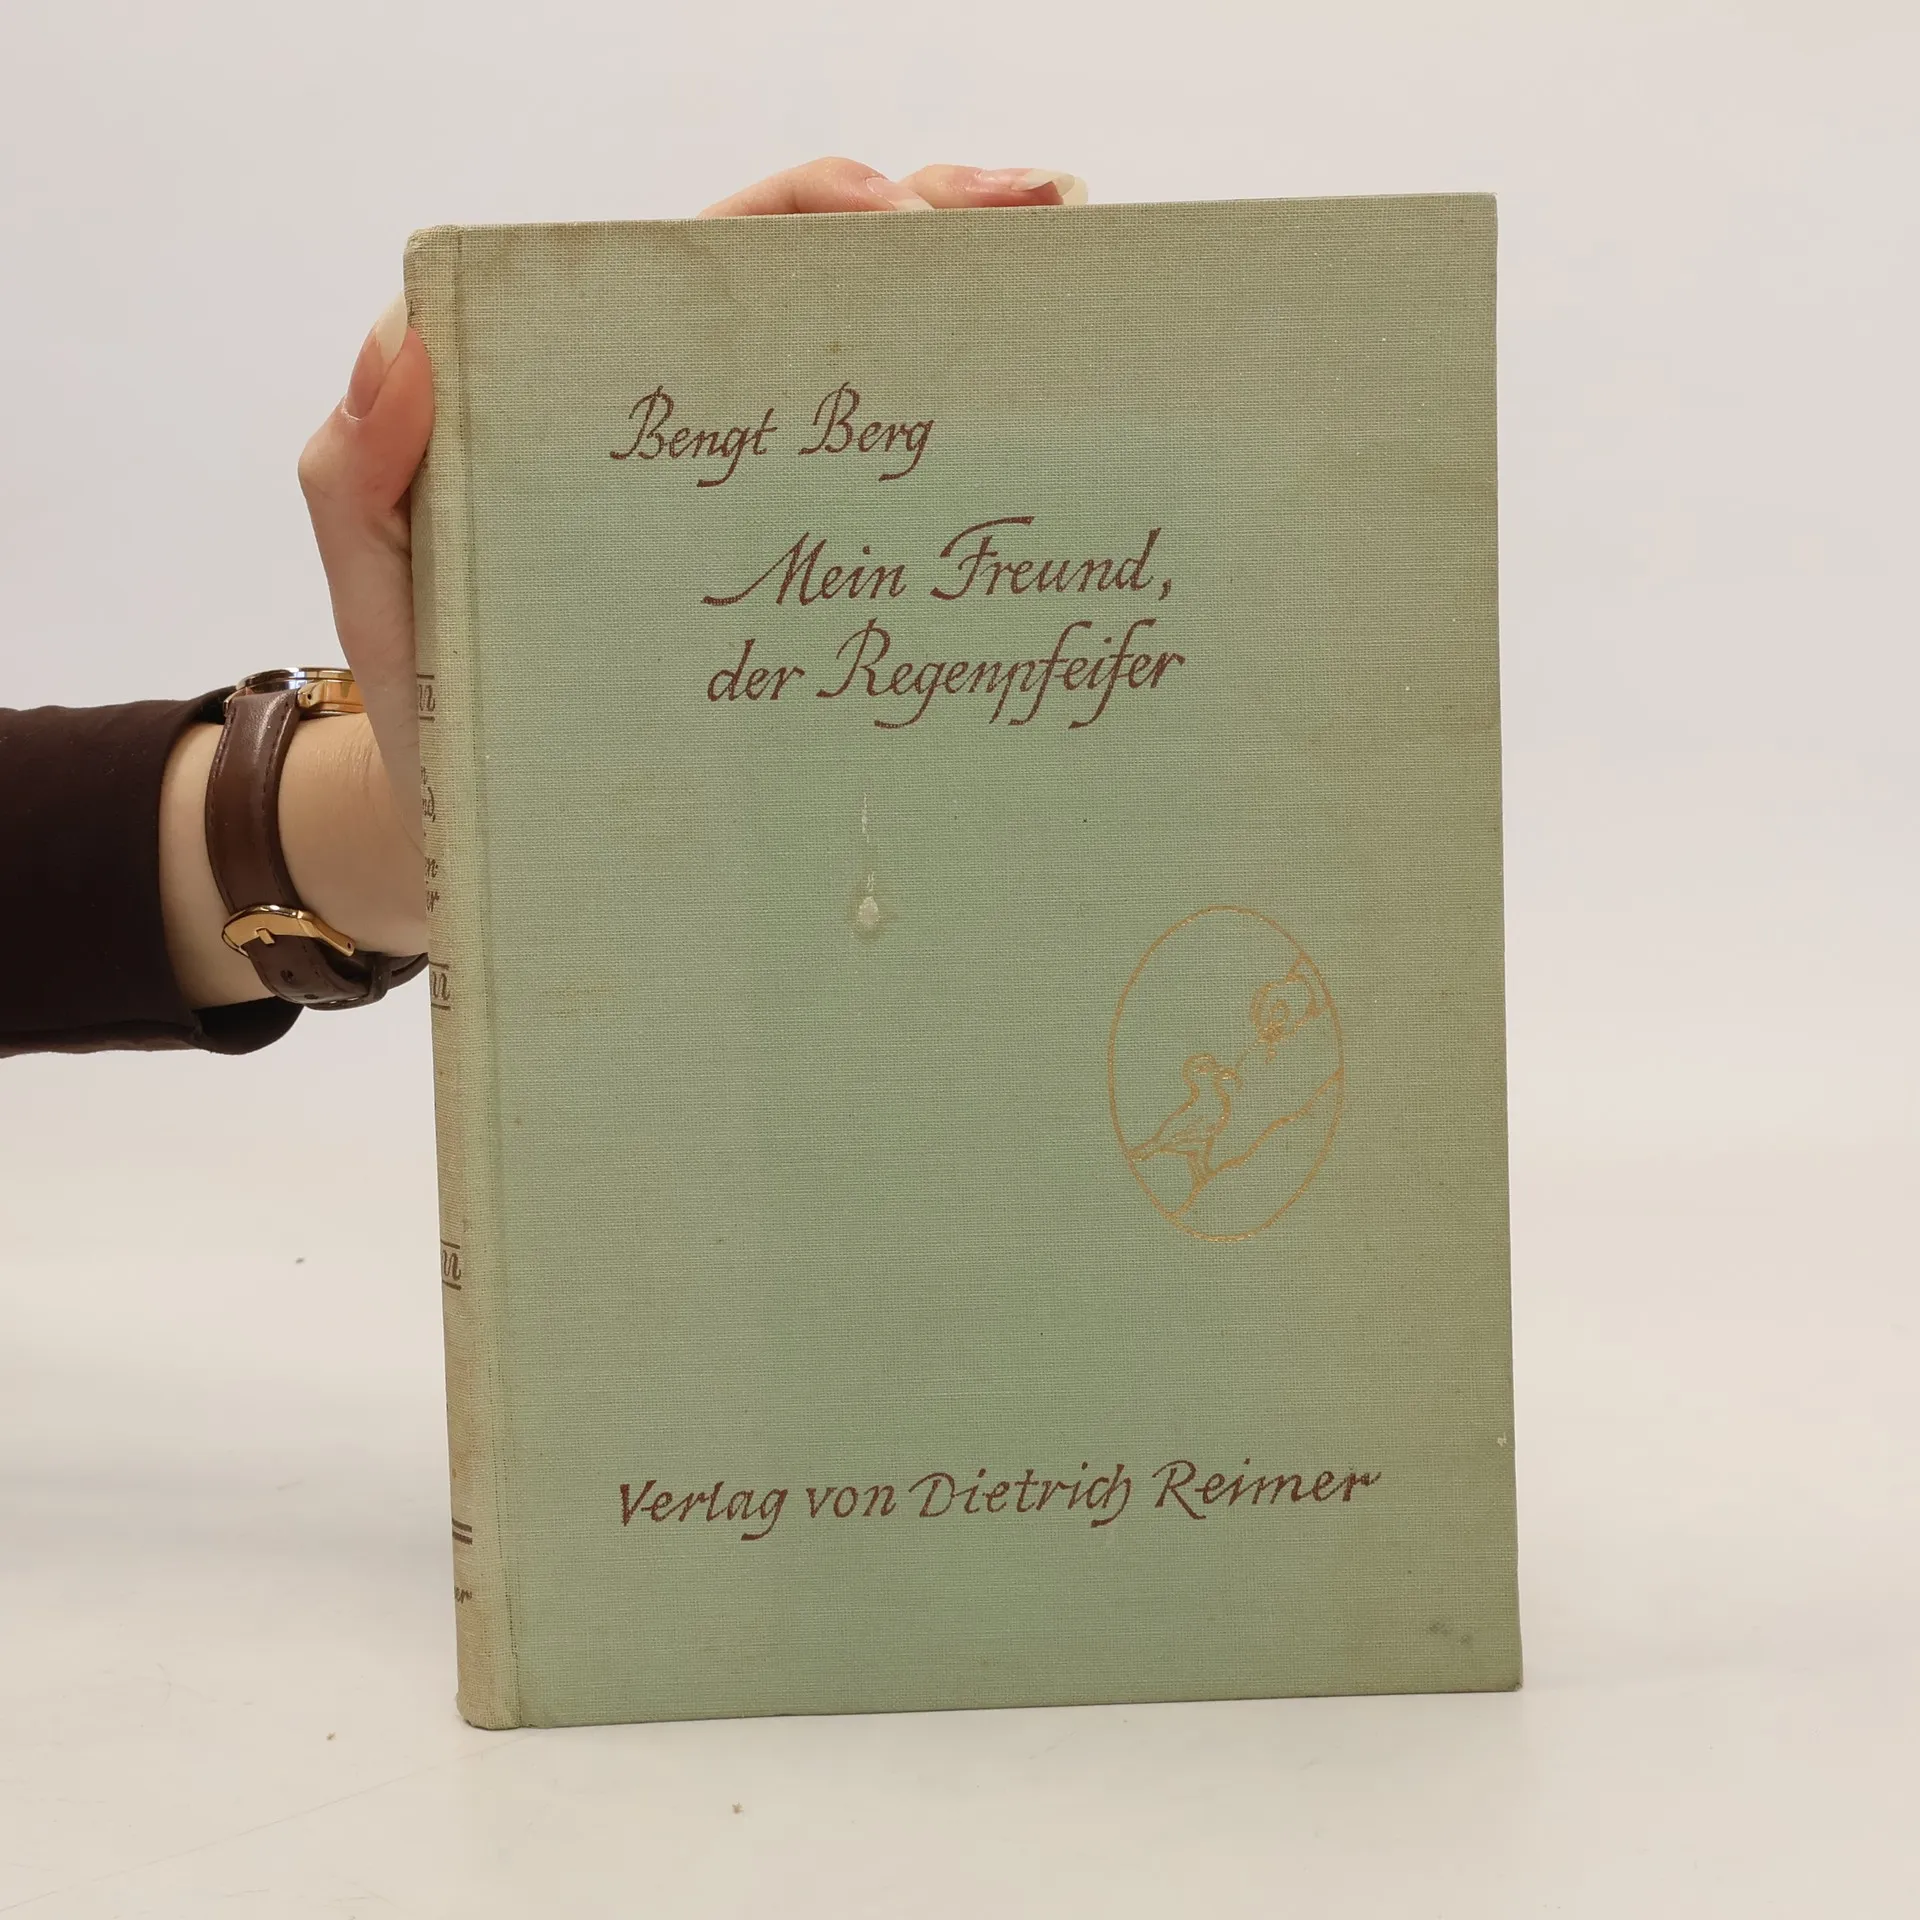 Bengt Berg
Mein Freund,
der Regenpfeifer
Verlag von Dietrich Reimer